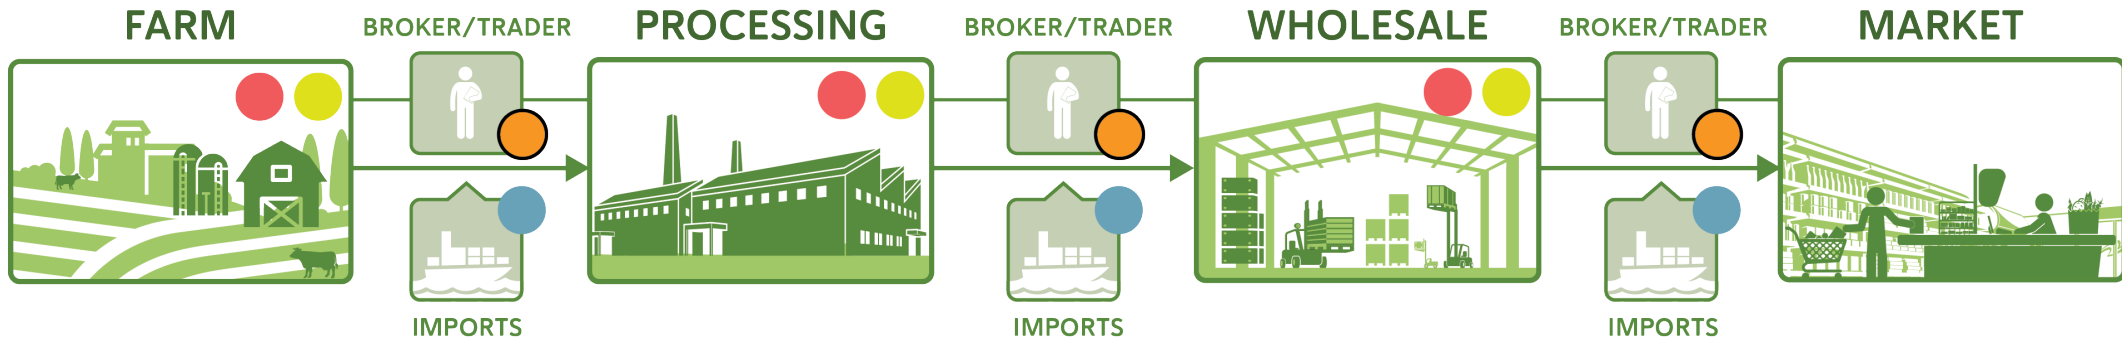 FARM
BROKER/TRADER
PROCESSING
BROKER/TRADER
WHOLESALE
BROKER/TRADER
MARKET
IMPORTS
IMPORTS
IMPORTS